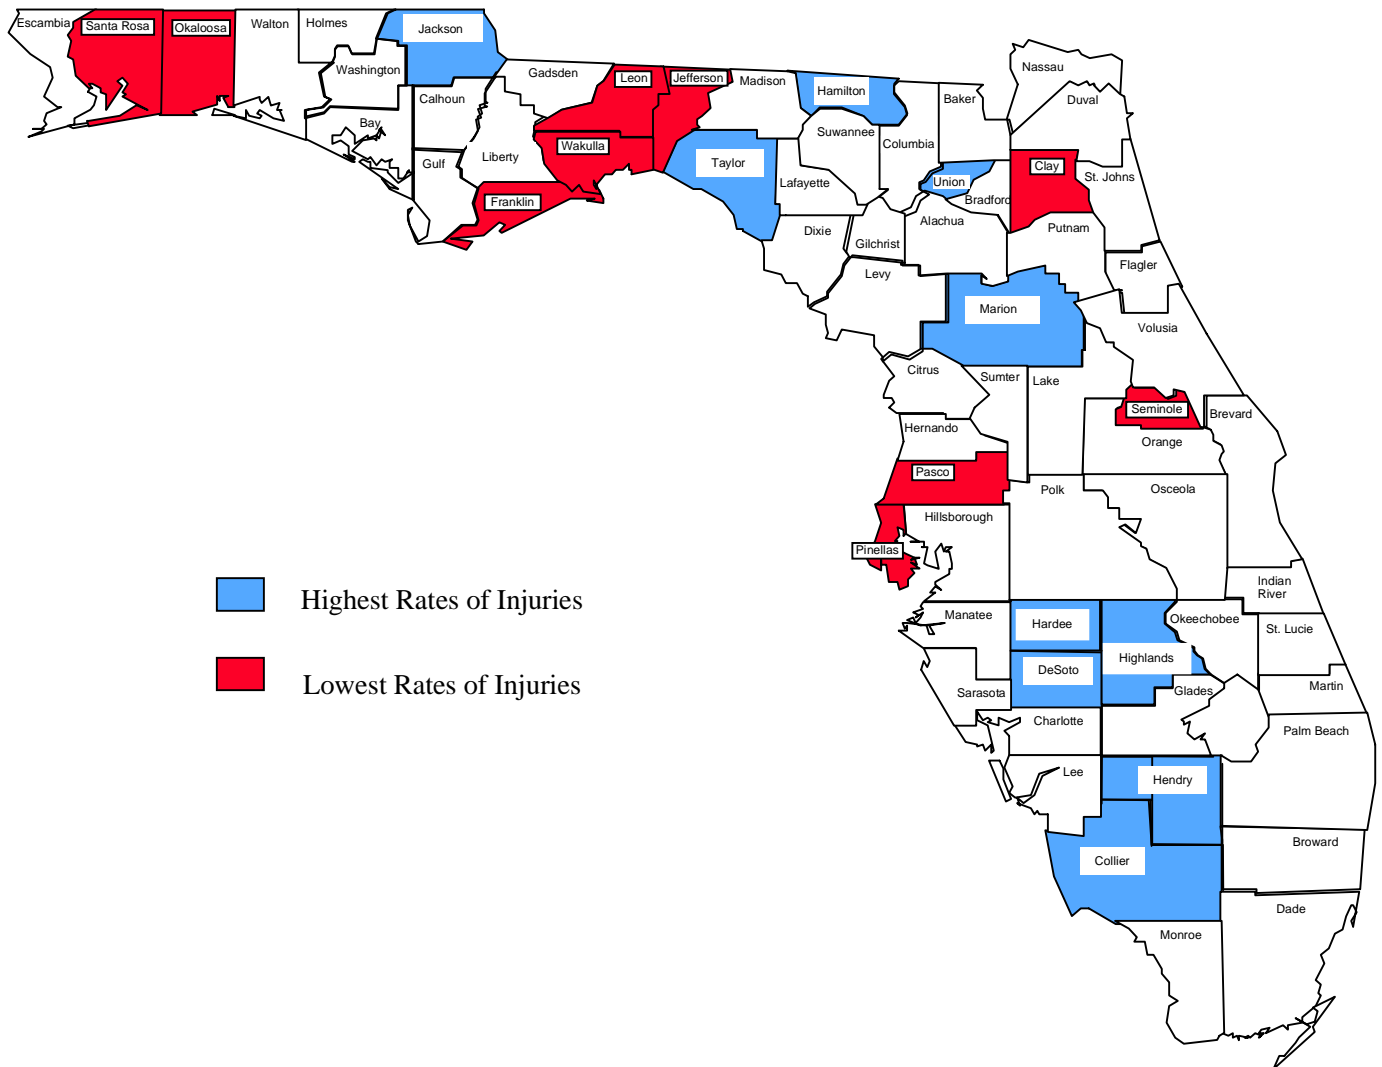 Escambia
Santa Rosa
Okaloosa
Walton
Holmes
Jackson
Washington
Bay
Calhoun
Gulf
Gadsden
Liberty
Franklin
Leon
Wakulla
Jefferson
Madison
Taylor
Hamilton
Suwannee
Lafayette
Dixie
Columbia
Baker
Nassau
Duval
Union
Bradford
Clay
St. Johns
Gilchrist
Alachua
Putnam
Levy
Flagler
Marion
Volusia
Citrus
Sumter
Lake
Seminole
Brevard
Hernando
Orange
Pasco
Polk
Osceola
Hillsborough
Pinellas
Indian
River
Manatee
Hardee
Highlands
Okeechobee
St. Lucie
DeSoto
Sarasota
Glades
Martin
Charlotte
Palm Beach
Lee
Hendry
Collier
Broward
Dade
Monroe
Highest Rates of Injuries
Lowest Rates of Injuries